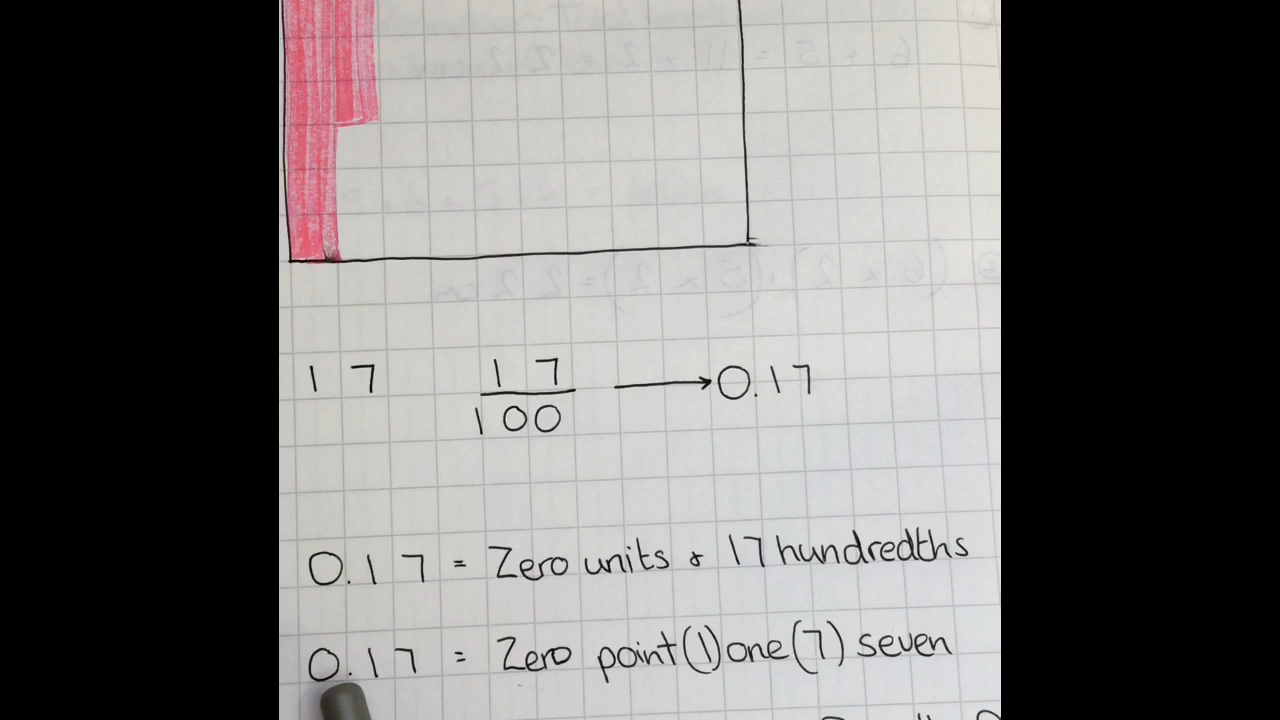 17 17/100 → 0.17
0.17 = Zero units & 17 hundredths
0.17 = Zero point (1) one (7) seven